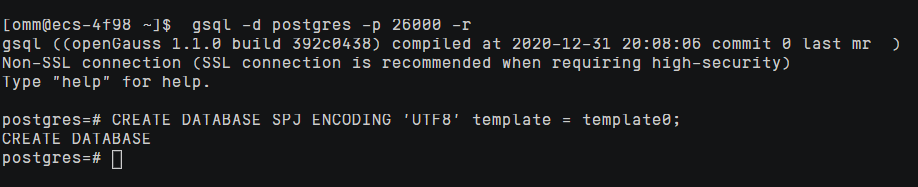 [omm@ecs-4f98 ~]$  gsql -d postgres -p 26000 -r
gsql ((openGauss 1.1.0 build 392c0438) compiled at 2020-12-31 20:08:06 commit 0 last mr  )
Non-SSL connection (SSL connection is recommended when requiring high-security)
Type "help" for help.
postgres=# CREATE DATABASE SPJ ENCODING 'UTF8' template = template0;
CREATE DATABASE
postgres=#